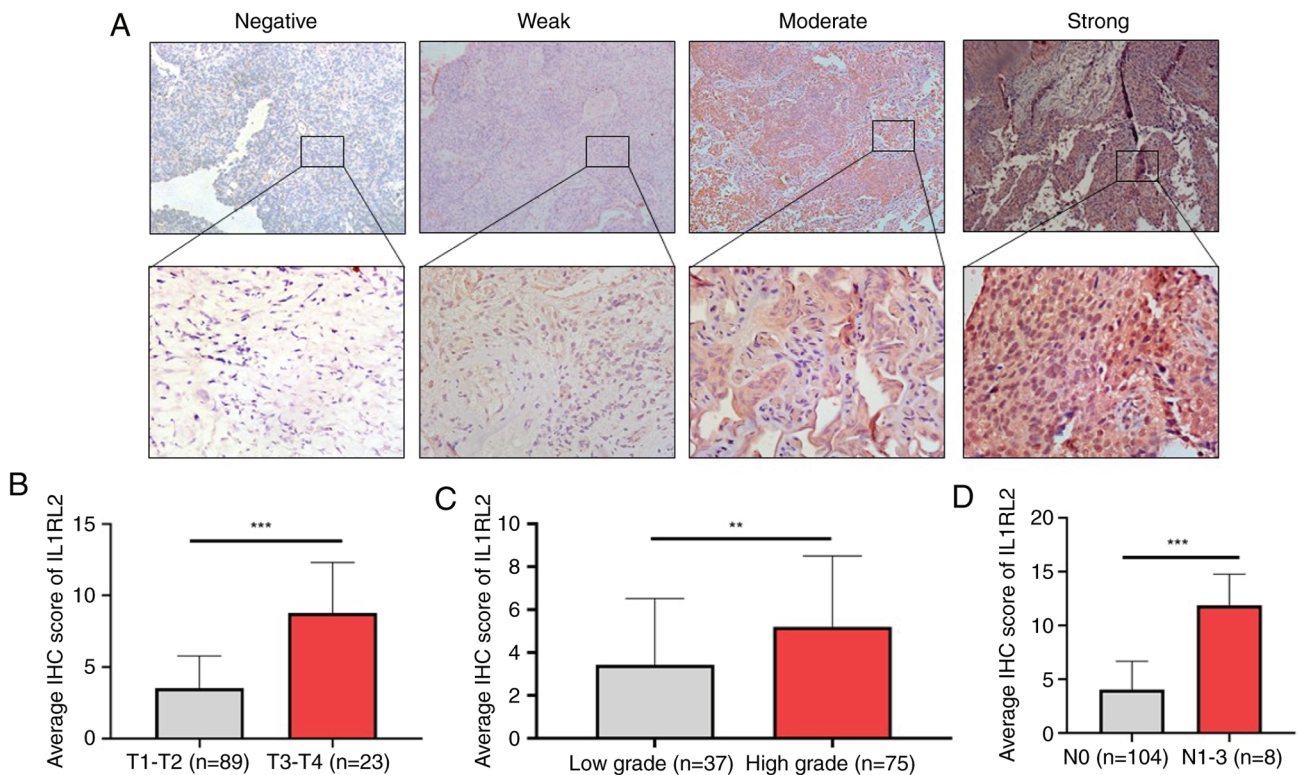 A
Negative Weak Moderate Strong
B
Average IHC score of IL1RL2
15
10
5
0
***
T1-T2 (n=89) T3-T4 (n=23)
C
Average IHC score of IL1RL2
10
8
6
4
2
0
**
Low grade (n=37) High grade (n=75)
D
Average IHC score of IL1RL2
20
15
10
5
0
***
N0 (n=104) N1-3 (n=8)